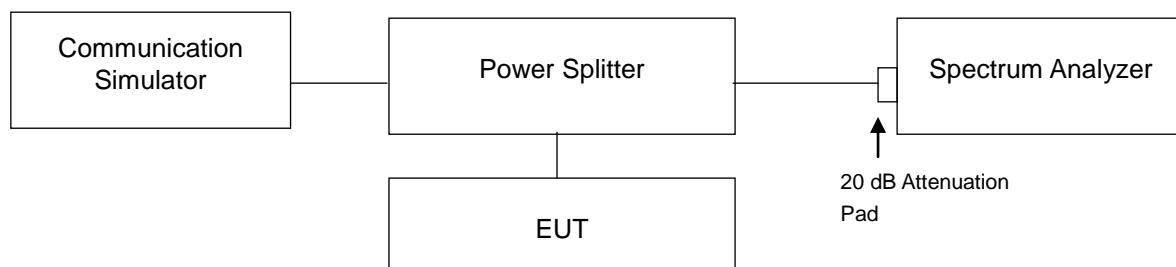 Communication
Simulator
Power Splitter
Spectrum Analyzer
20 dB Attenuation
Pad
EUT